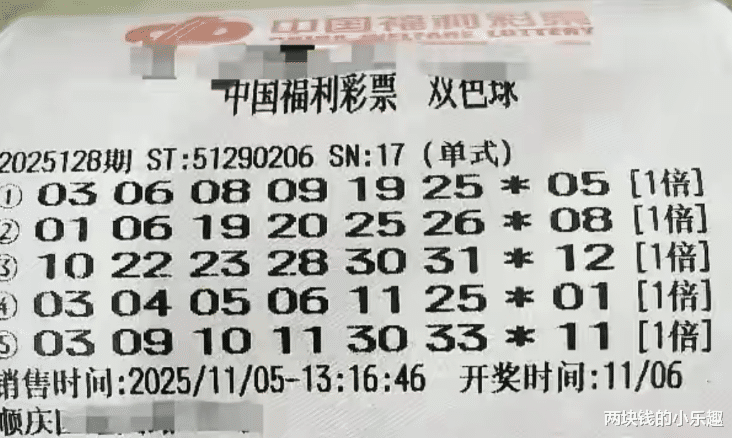 中国福利彩票
CHINA WELFARE LOTTERY
中国福利彩票 双色球
2025128期 ST:51290206 SN:17 (单式)
① 03 06 08 09 19 25 * 05 [1倍]
② 01 06 19 20 25 26 * 08 [1倍]
③ 10 22 23 28 30 31 * 12 [1倍]
④ 03 04 05 06 11 25 * 01 [1倍]
⑤ 03 09 10 11 30 33 * 11 [1倍]
销售时间:2025/11/05-13:16:46 开奖时间:11/06
顺庆
两块钱的小乐趣